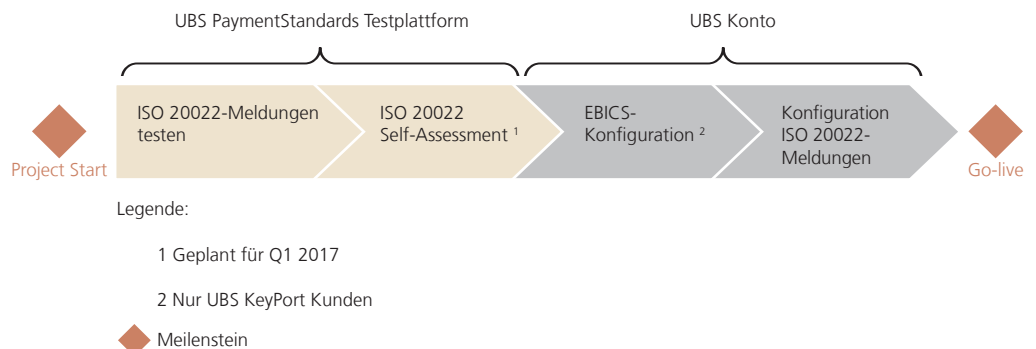 UBS PaymentStandards Testplattform
UBS Konto
ISO 20022-Meldungen
testen
ISO 20022
Self-Assessment ¹
EBICS-
Konfiguration ²
Konfiguration
ISO 20022-
Meldungen
Project Start
Go-live
Legende:
1 Geplant für Q1 2017
2 Nur UBS KeyPort Kunden
Meilenstein